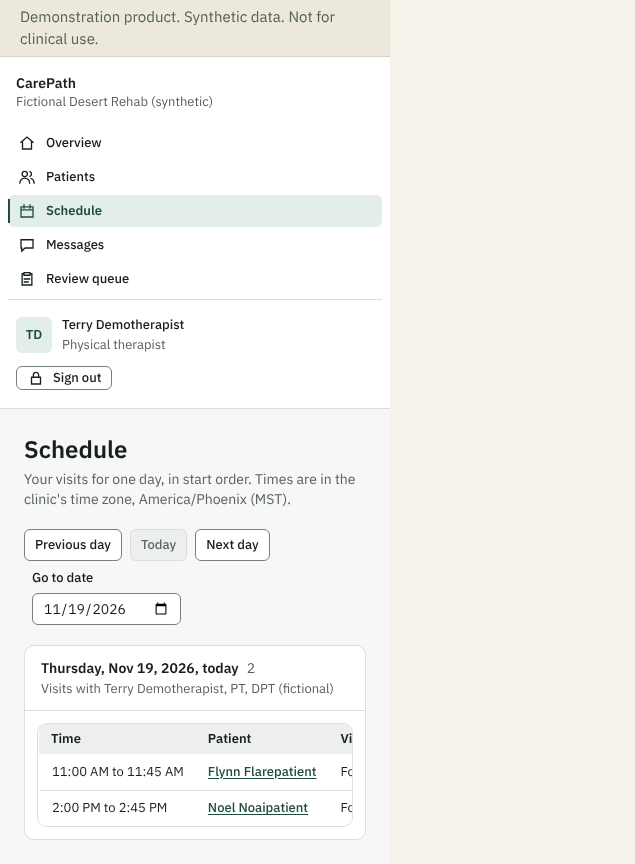 Demonstration product. Synthetic data. Not for
clinical use.
CarePath
Fictional Desert Rehab (synthetic)
Overview
Patients
Schedule
Messages
Review queue
TD
Terry Demotherapist
Physical therapist
Sign out
Schedule
Your visits for one day, in start order. Times are in the
clinic's time zone, America/Phoenix (MST).
Previous day Today Next day
Go to date
11/19/2026
Thursday, Nov 19, 2026, today 2
Visits with Terry Demotherapist, PT, DPT (fictional)
Time Patient Vi
11:00 AM to 11:45 AM Flynn Flarepatient Fo
2:00 PM to 2:45 PM Noel Noaipatient Fo